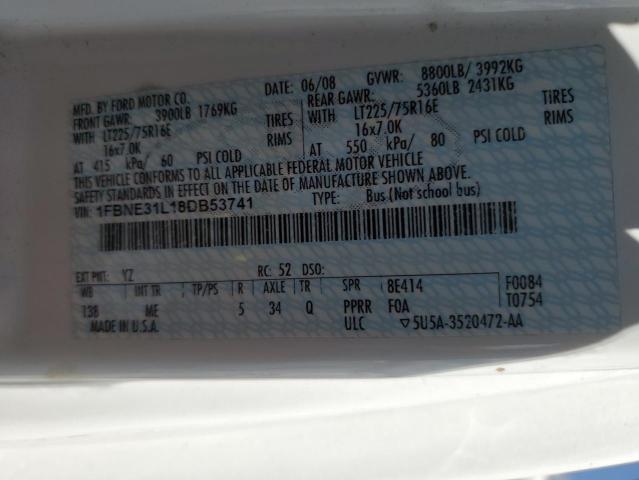 MFD. BY FORD MOTOR CO. DATE: 06/08 GVWR: 8800LB/ 3992KG
FRONT GAWR: 3900LB 1769KG REAR GAWR: 5360LB 2431KG
WITH LT225/75R16E TIRES WITH LT225/75R16E TIRES
16x7.0K RIMS 16x7.0K RIMS
AT 415 kPa/ 60 PSI COLD AT 550 kPa/ 80 PSI COLD
THIS VEHICLE CONFORMS TO ALL APPLICABLE FEDERAL MOTOR VEHICLE
SAFETY STANDARDS IN EFFECT ON THE DATE OF MANUFACTURE SHOWN ABOVE.
VIN: 1FBNE31L18DB53741 TYPE: Bus (Not school bus)
EXT PNT: YZ RC: 52 DSO:
WB INT TR TP/PS R AXLE TR SPR 8E414 F0084
138 ME 5 34 Q PPRR FOA T0754
MADE IN U.S.A. ULC ▽5U5A-3520472-AA